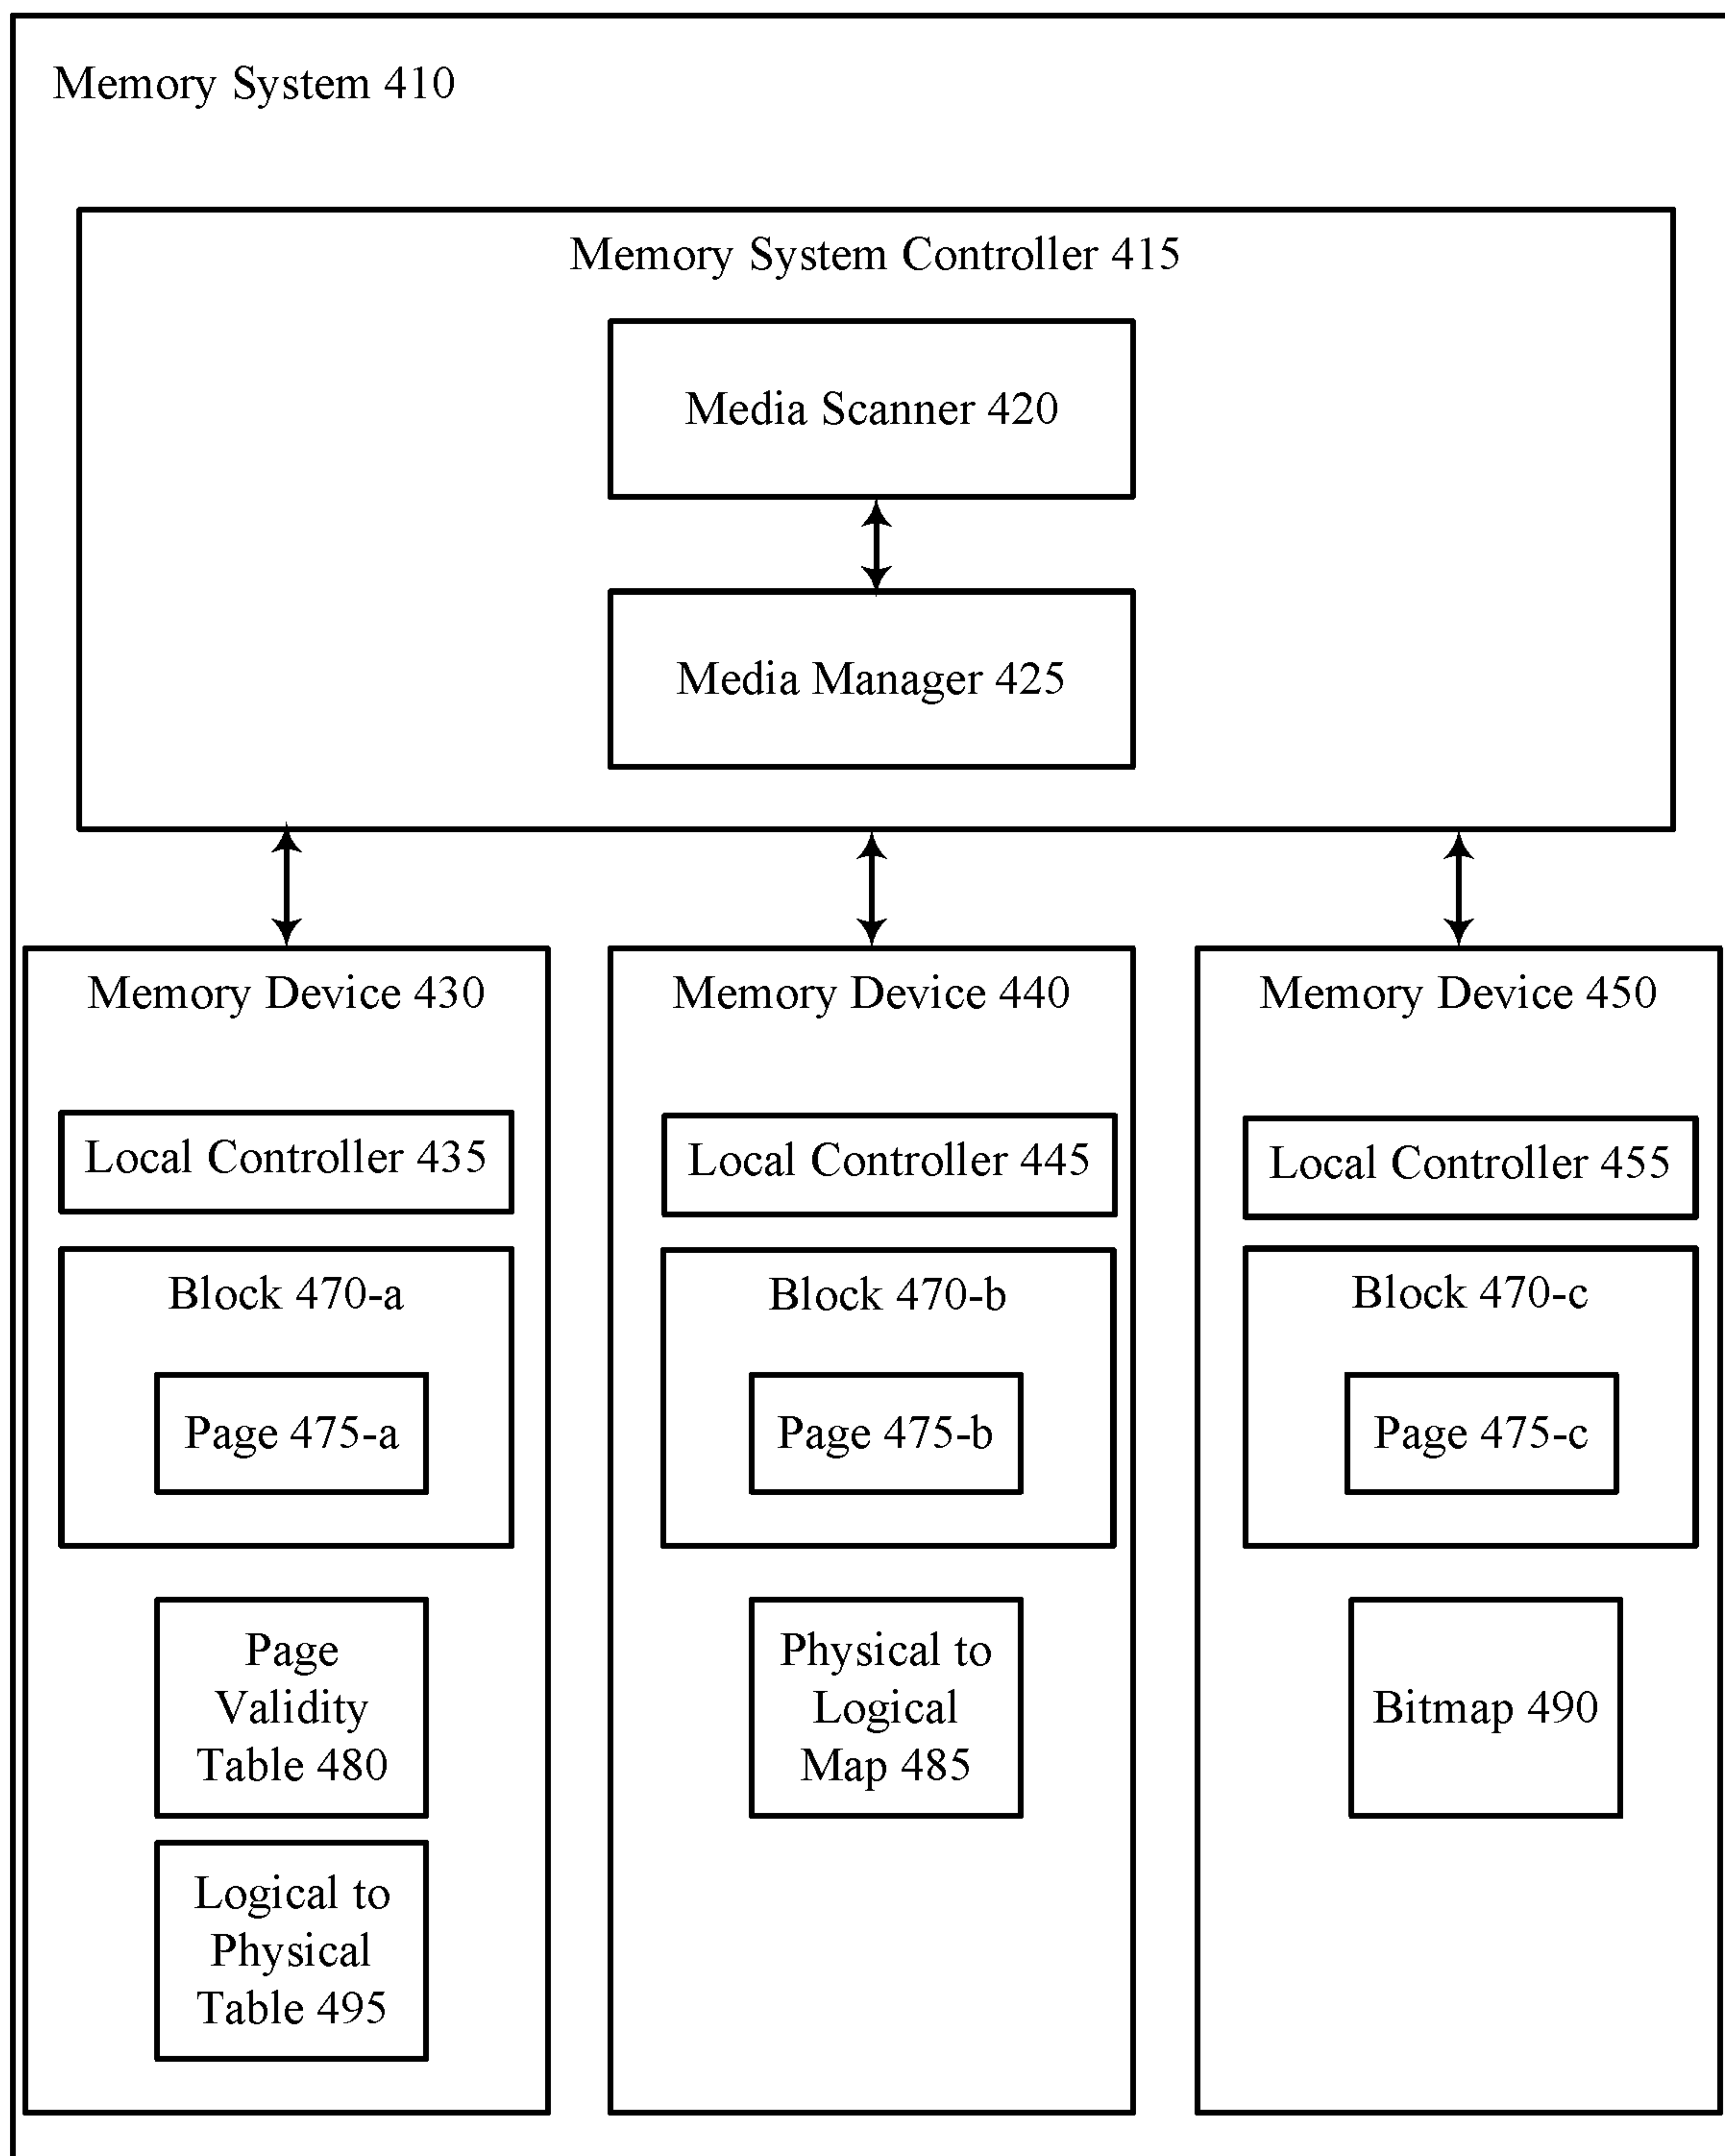 Memory System 410
Memory System Controller 415
Media Scanner 420
Media Manager 425
Memory Device 430
Local Controller 435
Block 470-a
Page 475-a
Page
Validity
Table 480
Logical to
Physical
Table 495
Memory Device 440
Local Controller 445
Block 470-b
Page 475-b
Physical to
Logical
Map 485
Memory Device 450
Local Controller 455
Block 470-c
Page 475-c
Bitmap 490